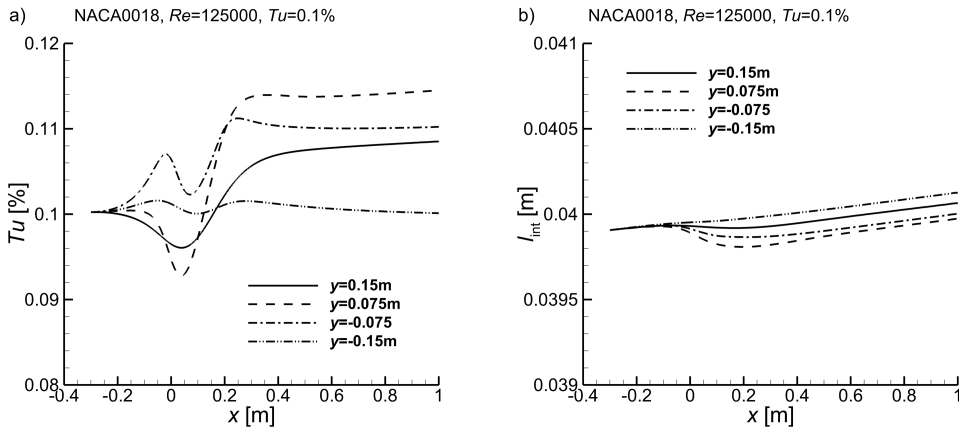 a) NACA0018, Re=125000, Tu=0.1%
0.12
0.11
0.1
0.09
0.08
Tu [%]
y=0.15m
y=0.075m
y=-0.075
y=-0.15m
-0.4 -0.2 0 0.2 0.4 0.6 0.8 1
x [m]
b) NACA0018, Re=125000, Tu=0.1%
0.041
0.0405
0.04
0.0395
0.039
l_int [m]
y=0.15m
y=0.075m
y=-0.075
y=-0.15m
-0.4 -0.2 0 0.2 0.4 0.6 0.8 1
x [m]